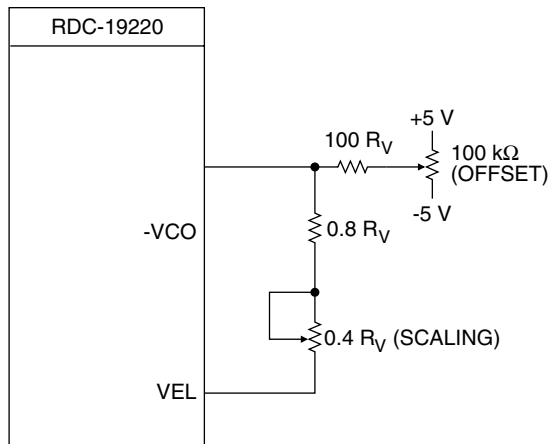 RDC-19220
+5 V
100 R_V
100 kΩ
(OFFSET)
-5 V
-VCO
0.8 R_V
0.4 R_V (SCALING)
VEL